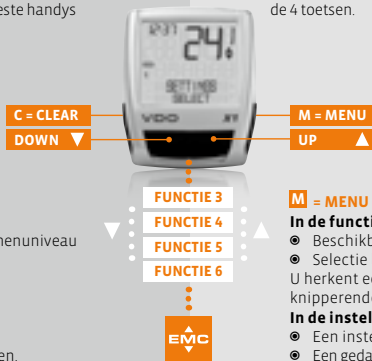 este handys
de 4 toetsen.
12:37
24
SETTINGS
SELECT
VDO
C = CLEAR
DOWN
M = MENU
UP
FUNCTIE 3
FUNCTIE 4
FUNCTIE 5
FUNCTIE 6
EMC
enuniveau
en.
M = MENU
In de functi
Beschikb
Selectie
U herkent e
knipperend
In de instel
Een inste
Een geda